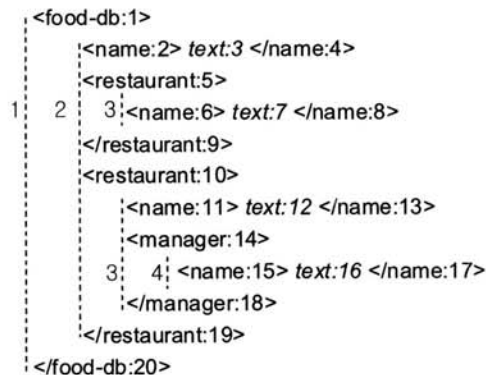 <food-db:1>
<name:2> text:3 </name:4>
<restaurant:5>
1 2 3 <name:6> text:7 </name:8>
</restaurant:9>
<restaurant:10>
<name:11> text:12 </name:13>
<manager:14>
3 4 <name:15> text:16 </name:17>
</manager:18>
</restaurant:19>
</food-db:20>